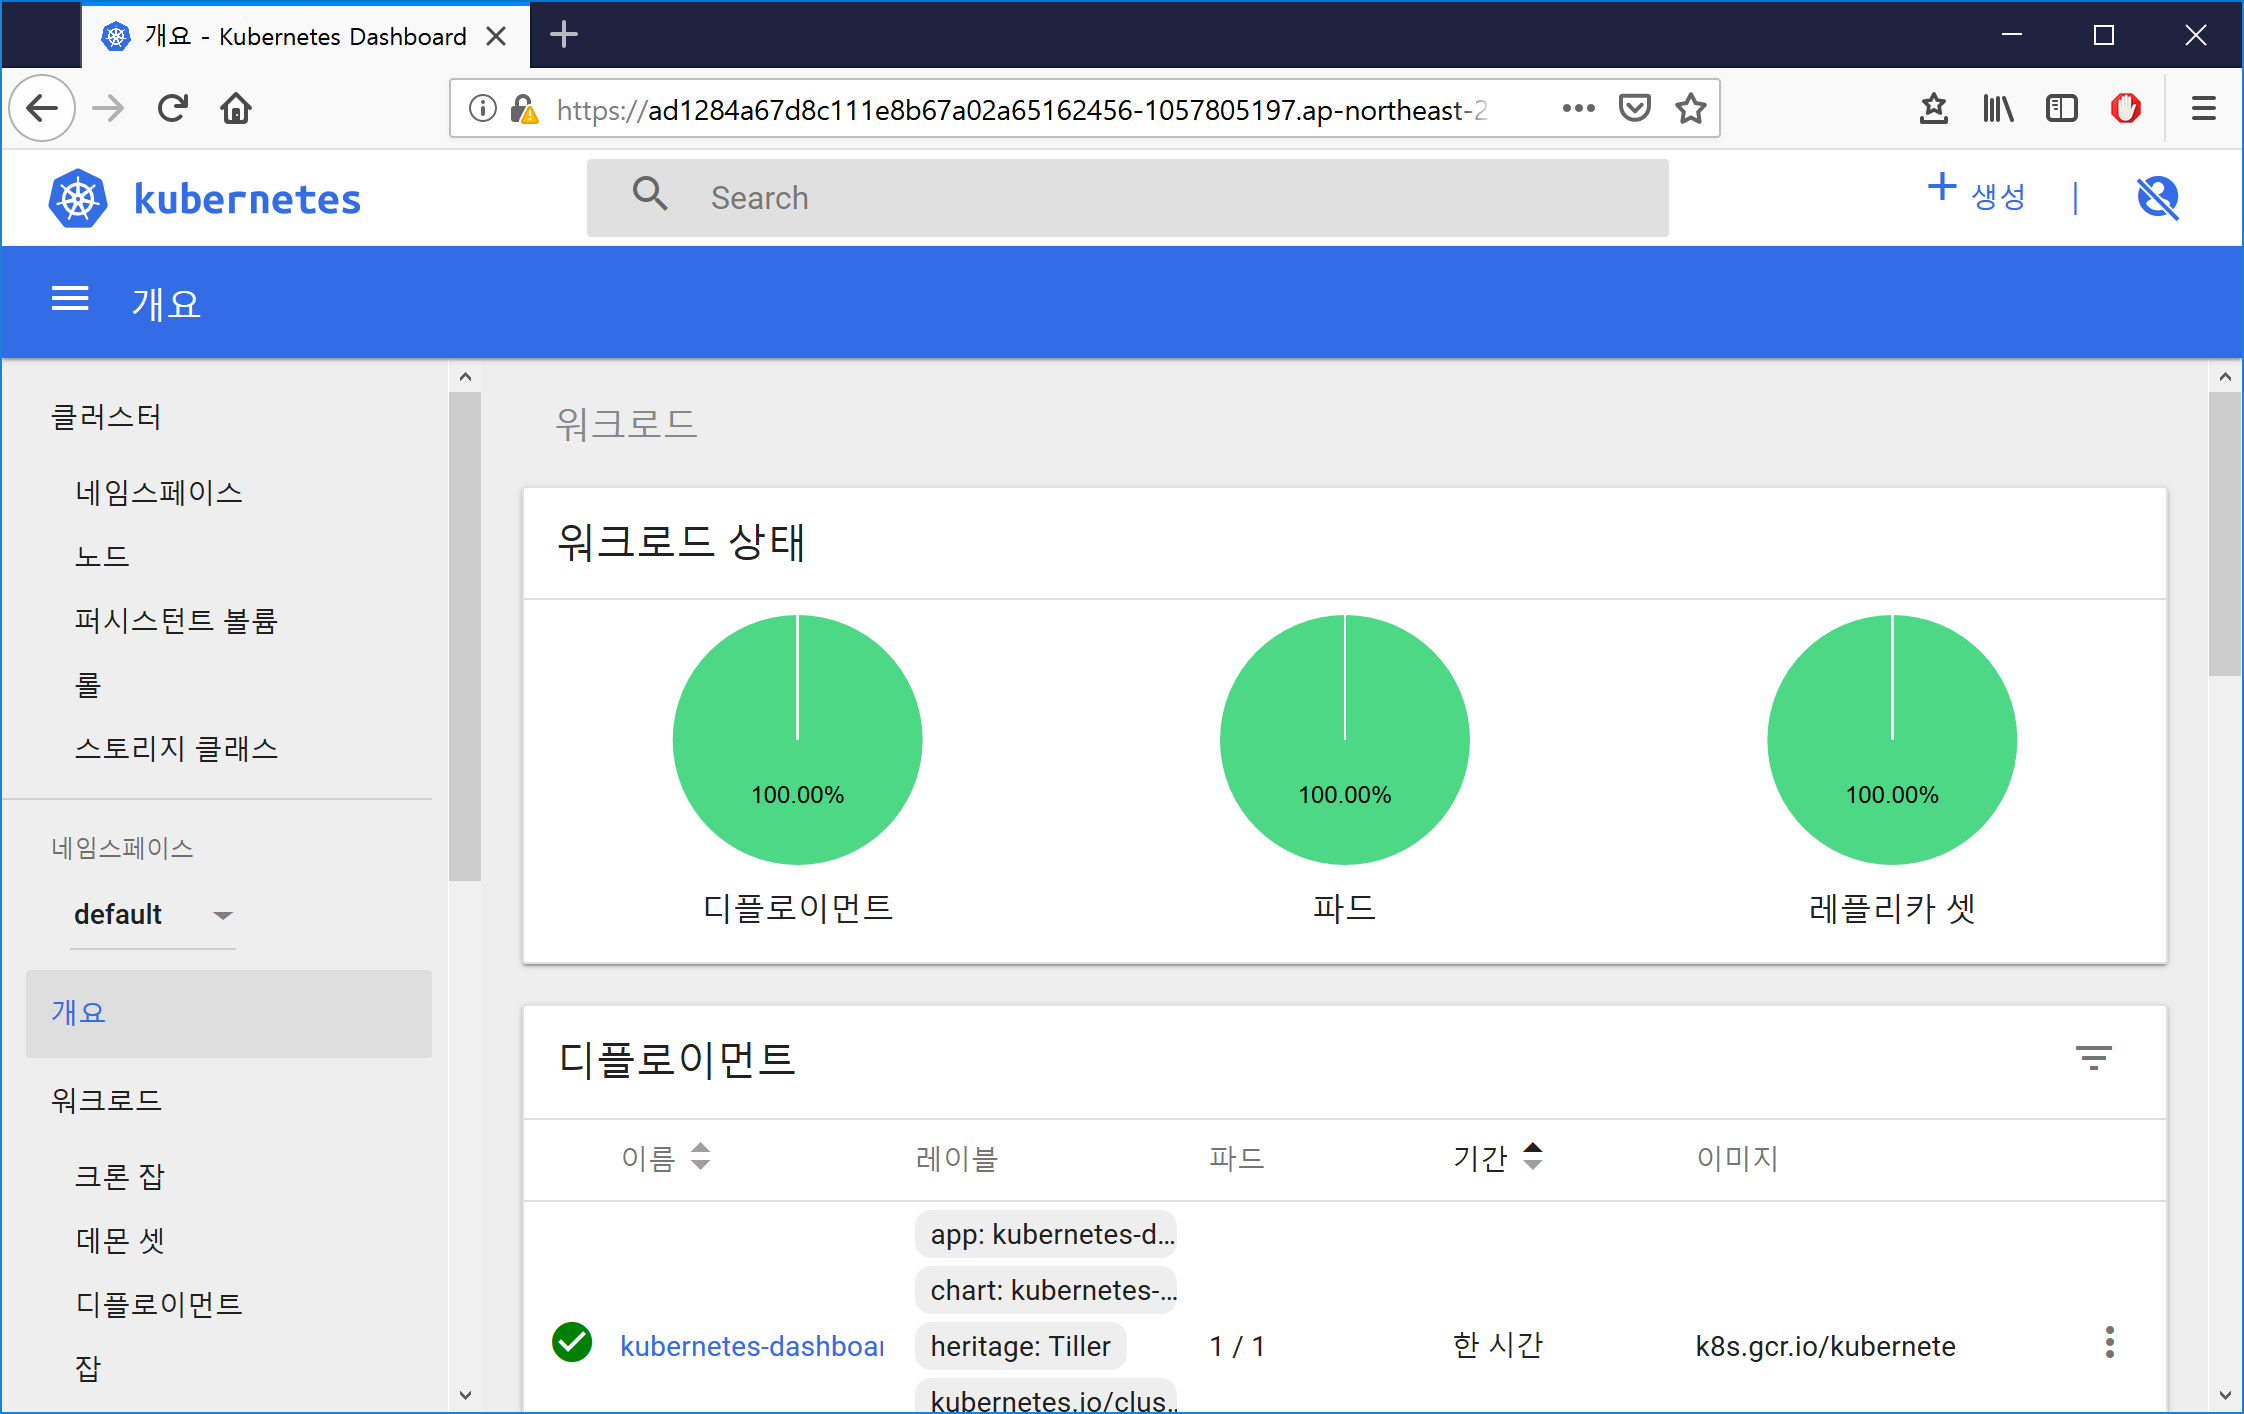 개요 - Kubernetes Dashboard
https://ad1284a67d8c111e8b67a02a65162456-1057805197.ap-northeast-2
kubernetes
Search
생성
개요
클러스터
네임스페이스
노드
퍼시스턴트 볼륨
롤
스토리지 클래스
네임스페이스
default
개요
워크로드
크론 잡
데몬 셋
디플로이먼트
잡
워크로드
워크로드 상태
100.00% 100.00% 100.00%
디플로이먼트 파드 레플리카 셋
디플로이먼트
이름 레이블 파드 기간 이미지
app: kubernetes-d...
chart: kubernetes-...
kubernetes-dashboar heritage: Tiller 1 / 1 한 시간 k8s.gcr.io/kubernete
kubernetes.io/clus...